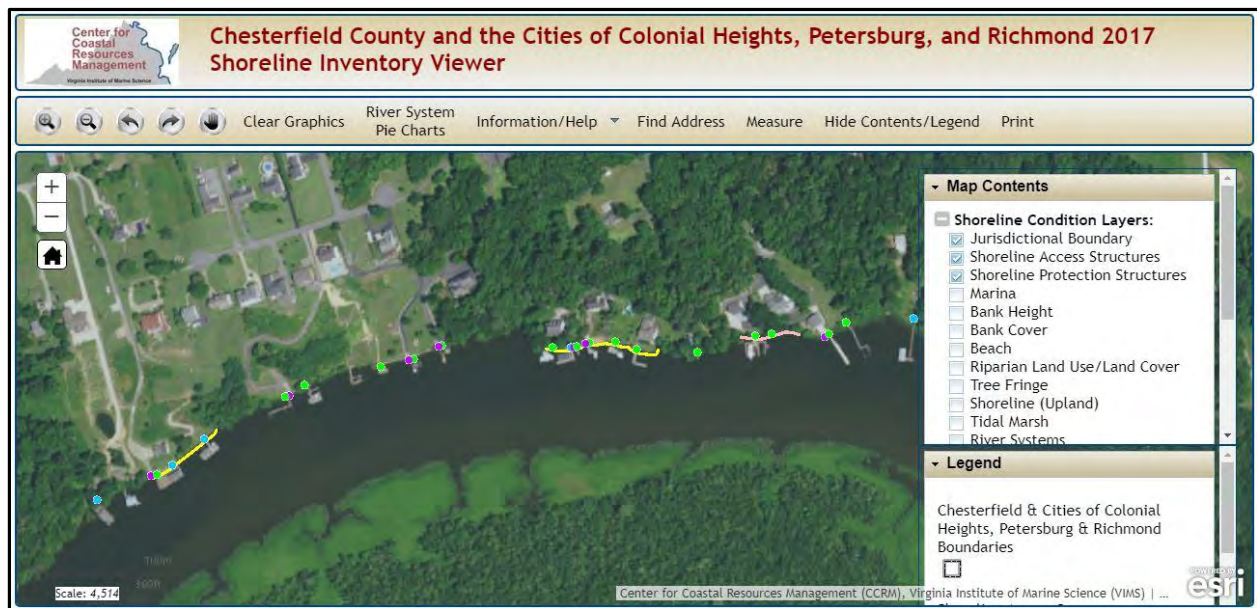 Center for
Coastal
Resources
Management
Virginia Institute of Marine Science
Chesterfield County and the Cities of Colonial Heights, Petersburg, and Richmond 2017
Shoreline Inventory Viewer
Clear Graphics
River System
Pie Charts
Information/Help
Find Address
Measure
Hide Contents/Legend
Print
+
−
Map Contents
Shoreline Condition Layers:
Jurisdictional Boundary
Shoreline Access Structures
Shoreline Protection Structures
Marina
Bank Height
Bank Cover
Beach
Riparian Land Use/Land Cover
Tree Fringe
Shoreline (Upland)
Tidal Marsh
River Systems
Legend
Chesterfield & Cities of Colonial
Heights, Petersburg & Richmond
Boundaries
Scale: 4,514
Center for Coastal Resources Management (CCRM), Virginia Institute of Marine Science (VIMS) | ...
POWERED BY
esri